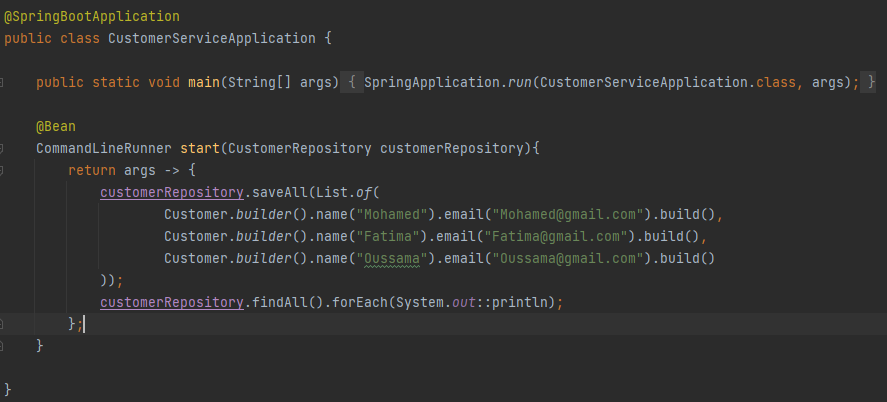 @SpringBootApplication
public class CustomerServiceApplication {
public static void main(String[] args) { SpringApplication.run(CustomerServiceApplication.class, args); }
@Bean
CommandLineRunner start(CustomerRepository customerRepository){
return args -> {
customerRepository.saveAll(List.of(
Customer.builder().name("Mohamed").email("Mohamed@gmail.com").build(),
Customer.builder().name("Fatima").email("Fatima@gmail.com").build(),
Customer.builder().name("Oussama").email("Oussama@gmail.com").build()
));
customerRepository.findAll().forEach(System.out::println);
};
}
}